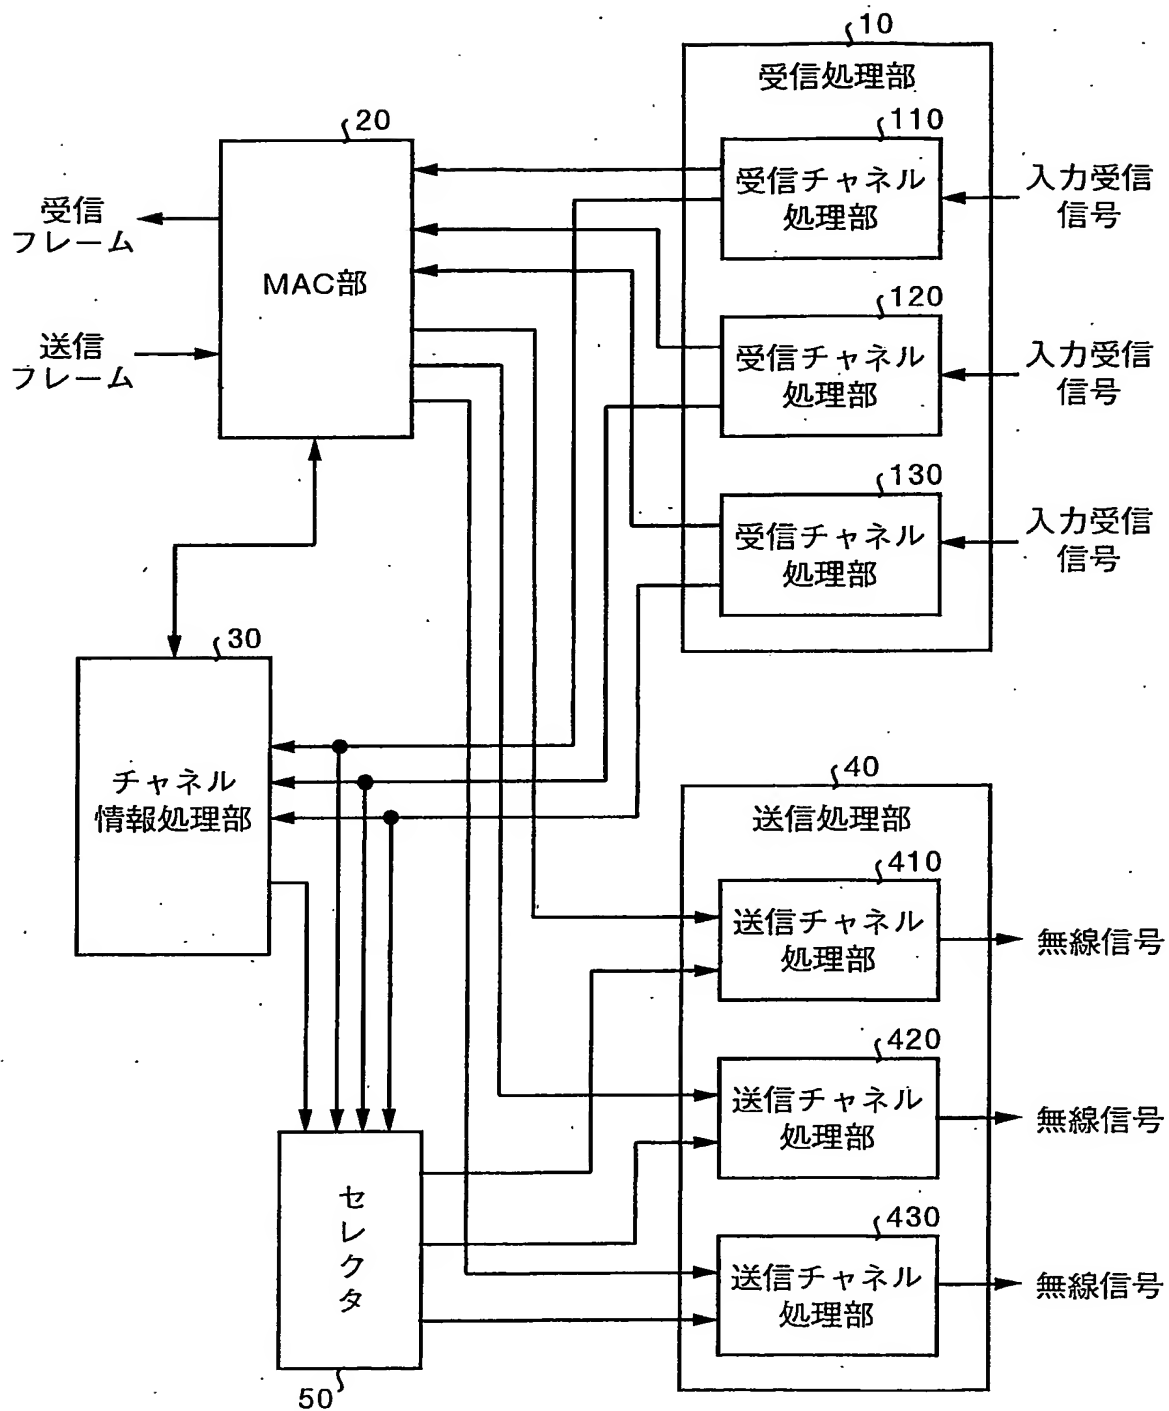 10
受信処理部
20
110
受信チャネル
処理部
入力受信
信号
受信
フレーム
MAC部
送信
フレーム
120
受信チャネル
処理部
入力受信
信号
130
受信チャネル
処理部
入力受信
信号
30
チャネル
情報処理部
40
送信処理部
410
送信チャネル
処理部
無線信号
420
送信チャネル
処理部
無線信号
430
送信チャネル
処理部
無線信号
セレクタ
50